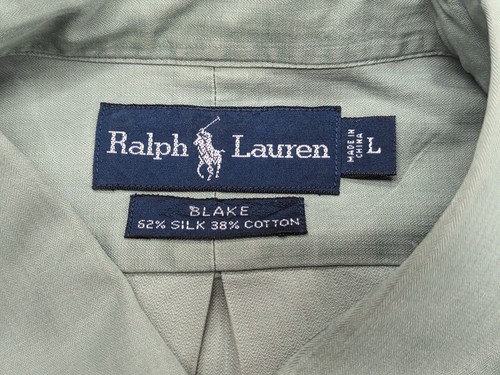 Ralph Lauren
MADE IN
CHINA
L
BLAKE
62% SILK 38% COTTON